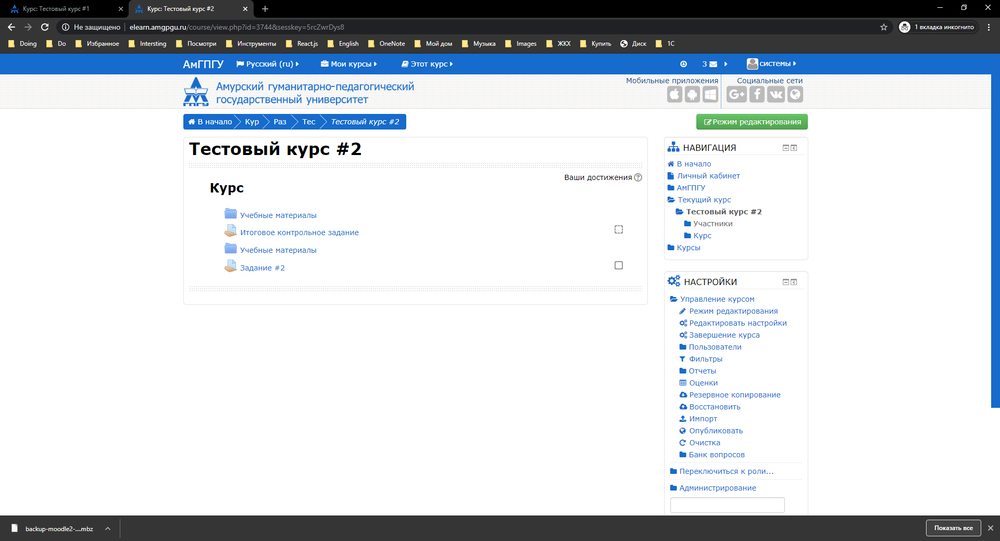 Курс: Тестовый курс #1
Курс: Тестовый курс #2
Не защищено
elearn.amgpgu.ru/course/view.php?id=3744&sesskey=5rcZwrDys8
1 вкладка инкогнито
Doing Do Избранное Intersting Посмотри Инструменты React.js English OneNote Мой дом Музыка Images ЖКХ Купить Диск 1С
АмГПГУ Русский (ru) Мои курсы Этот курс 3 системы
ГПГУ
Амурский гуманитарно-педагогический
государственный университет
Мобильные приложения
Социальные сети
В начало Кур Раз Тес Тестовый курс #2
Режим редактирования
Тестовый курс #2
Ваши достижения
Курс
Учебные материалы
Итоговое контрольное задание
Учебные материалы
Задание #2
НАВИГАЦИЯ
В начало
Личный кабинет
АмГПГУ
Текущий курс
Тестовый курс #2
Участники
Курс
Курсы
НАСТРОЙКИ
Управление курсом
Режим редактирования
Редактировать настройки
Завершение курса
Пользователи
Фильтры
Отчеты
Оценки
Резервное копирование
Восстановить
Импорт
Опубликовать
Очистка
Банк вопросов
Переключиться к роли...
Администрирование
backup-moodle2-....mbz
Показать все